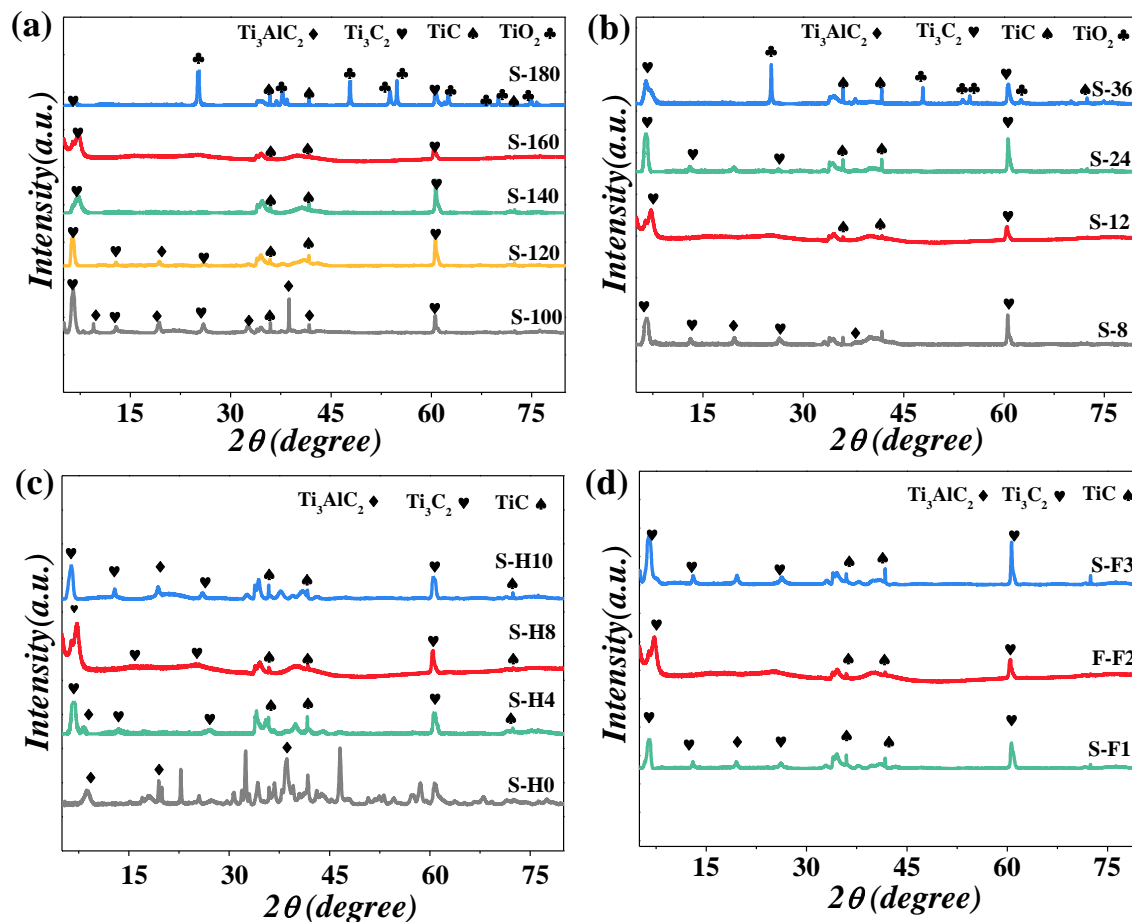 (a)
Ti₃AlC₂ ♦ Ti₃C₂ ♥ TiC ♠ TiO₂ ♣
S-180
S-160
S-140
S-120
S-100
Intensity(a.u.)
15 30 45 60 75
2θ (degree)
(b)
Ti₃AlC₂ ♦ Ti₃C₂ ♥ TiC ♠ TiO₂ ♣
S-36
S-24
S-12
S-8
Intensity(a.u.)
15 30 45 60 75
2θ (degree)
(c)
Ti₃AlC₂ ♦ Ti₃C₂ ♥ TiC ♠
S-H10
S-H8
S-H4
S-H0
Intensity(a.u.)
15 30 45 60 75
2θ (degree)
(d)
Ti₃AlC₂ ♦ Ti₃C₂ ♥ TiC ♠
S-F3
F-F2
S-F1
Intensity(a.u.)
15 30 45 60 75
2θ (degree)